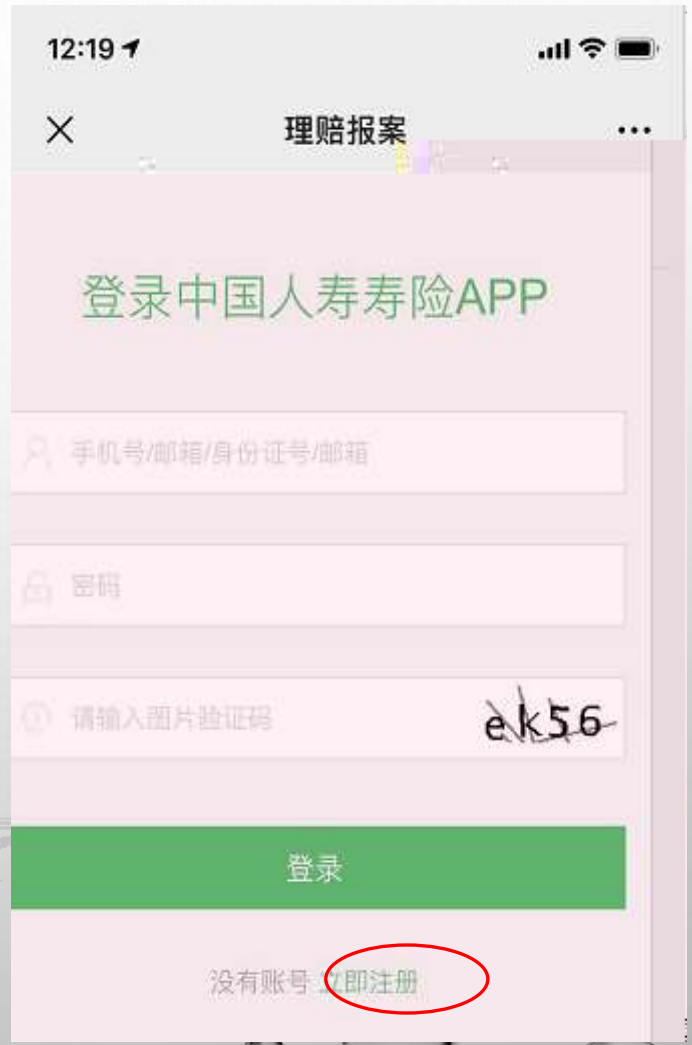 12:19
理赔报案
登录中国人寿寿险APP
手机号/邮箱/身份证号/邮箱
密码
请输入图片验证码
ek56
登录
没有账号 立即注册